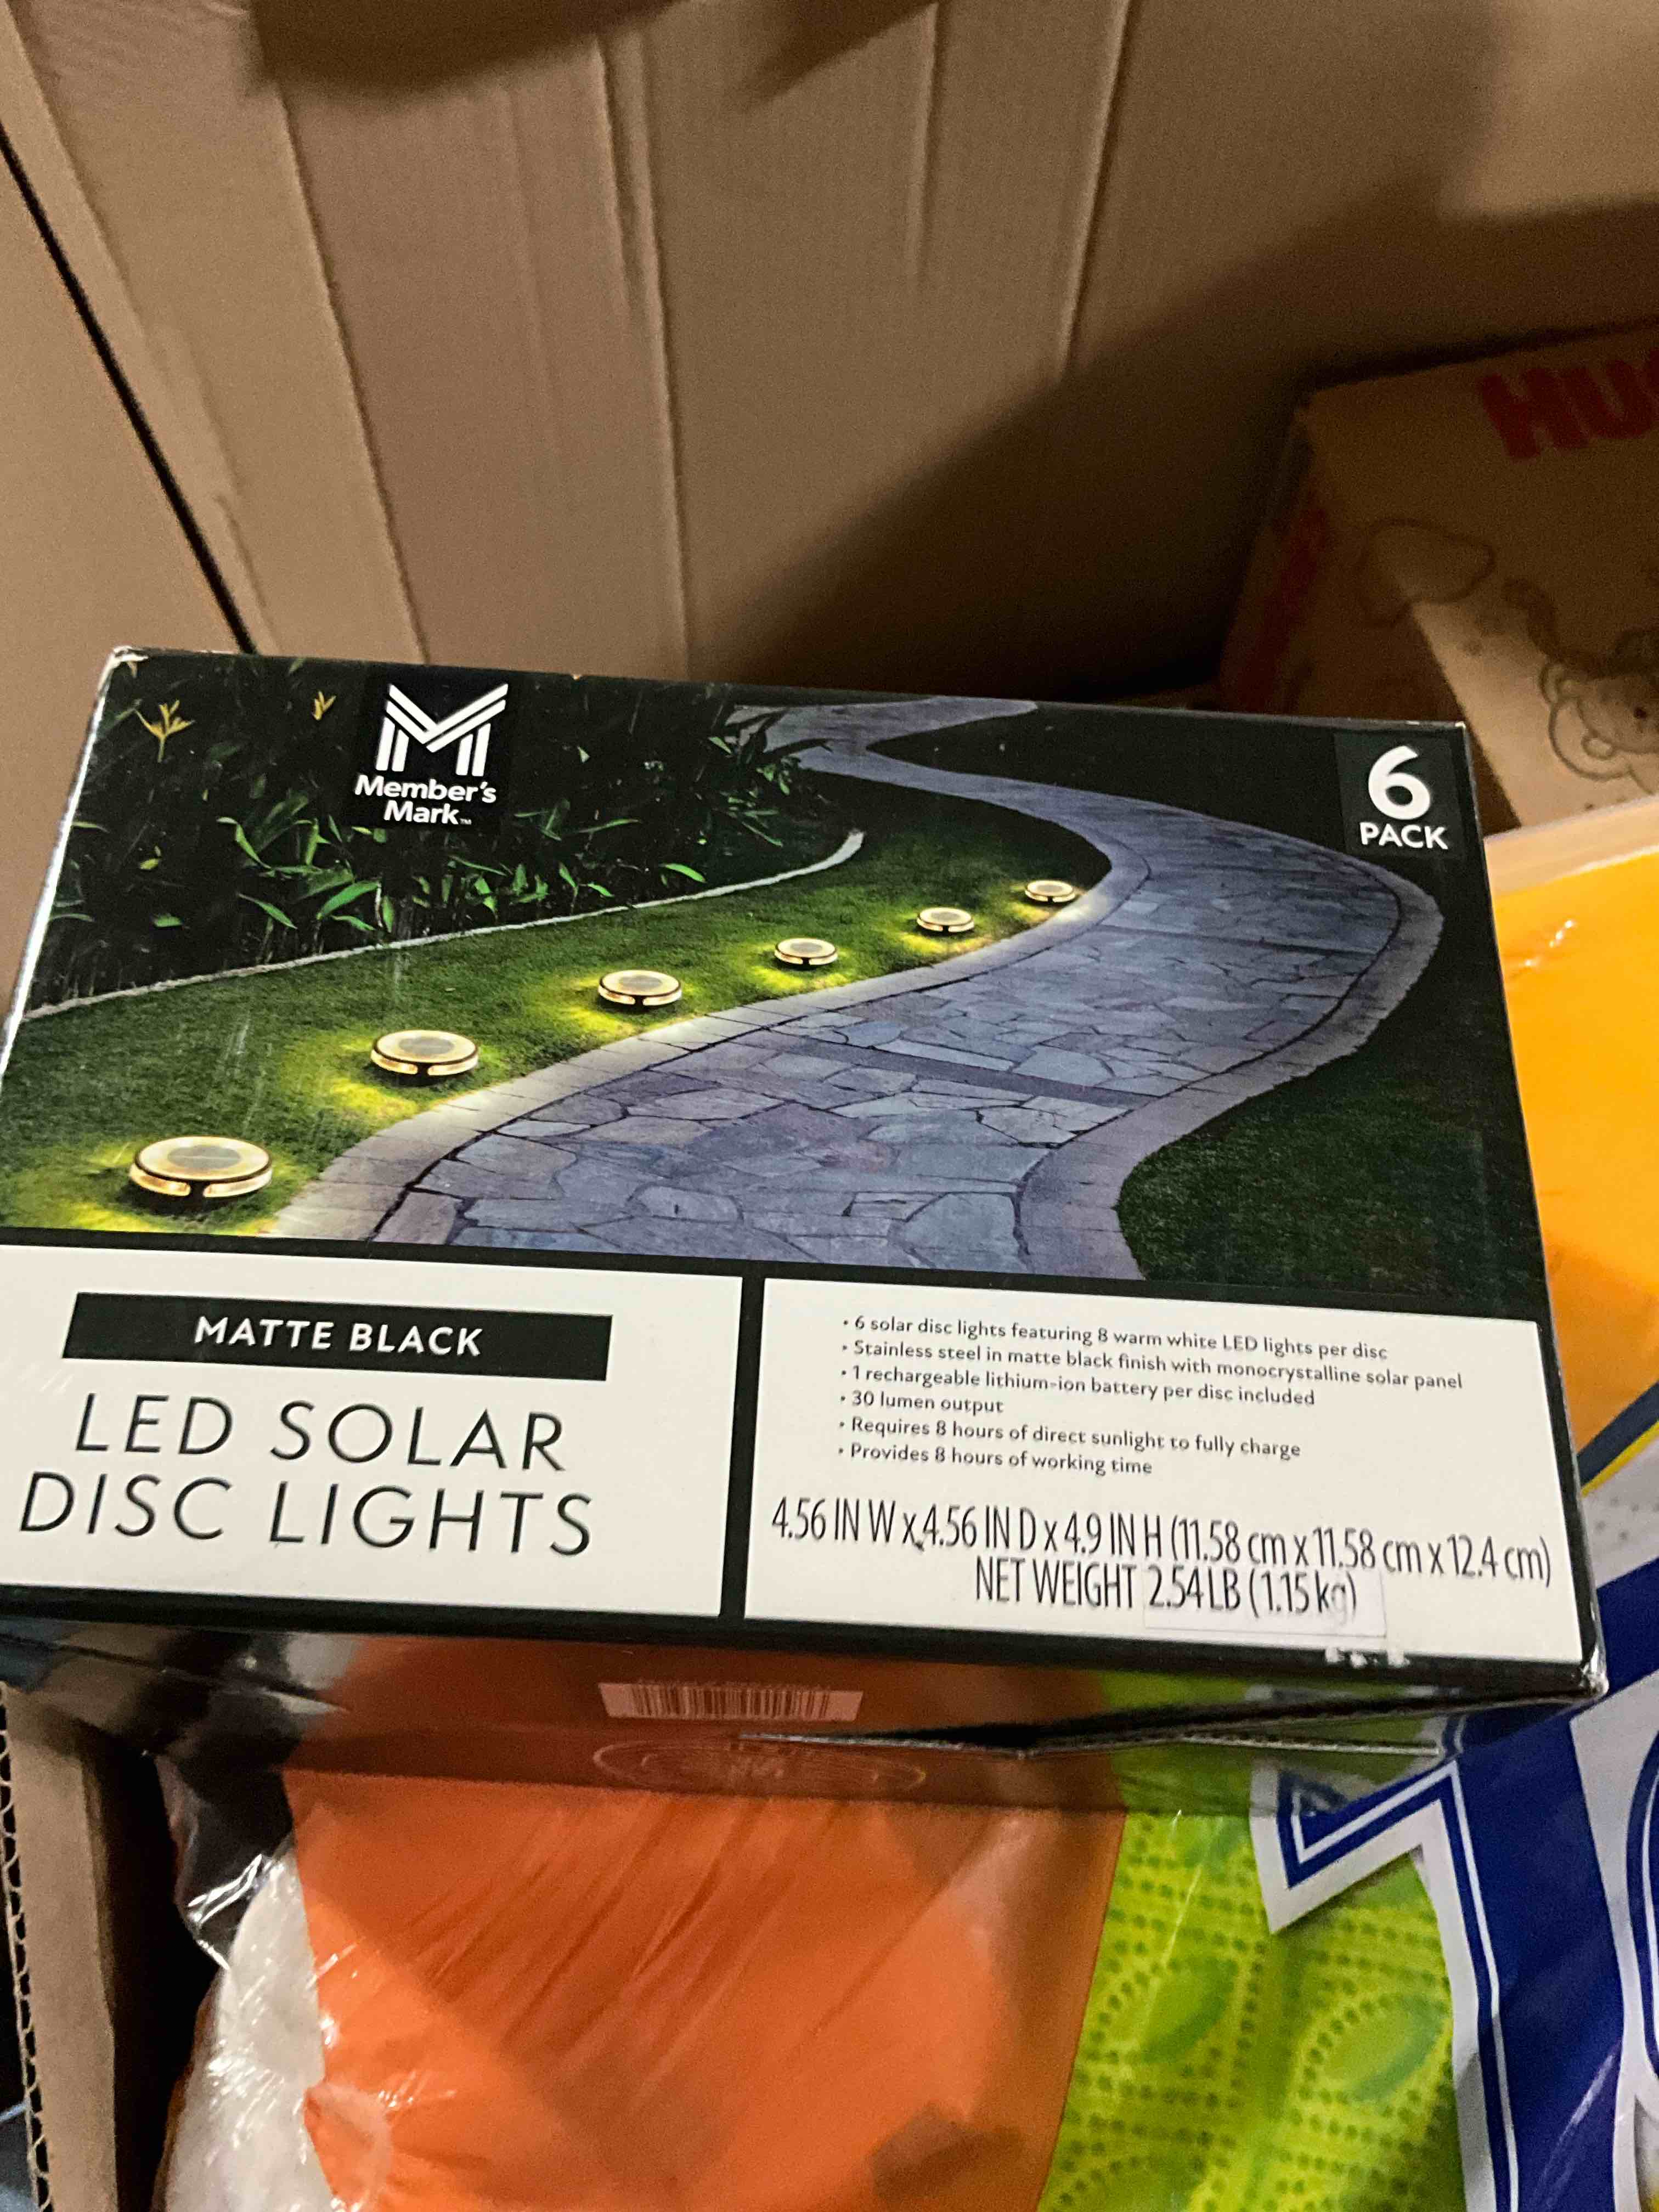 HU
Member's
Mark™
6
PACK
MATTE BLACK
LED SOLAR
DISC LIGHTS
• 6 solar disc lights featuring 8 warm white LED lights per disc
• Stainless steel in matte black finish with monocrystalline solar panel
• 1 rechargeable lithium-ion battery per disc included
• 30 lumen output
• Requires 8 hours of direct sunlight to fully charge
• Provides 8 hours of working time
4.56 IN W x 4.56 IN D x 4.9 IN H (11.58 cm x 11.58 cm x 12.4 cm)
NET WEIGHT 2.54 LB (1.15 kg)